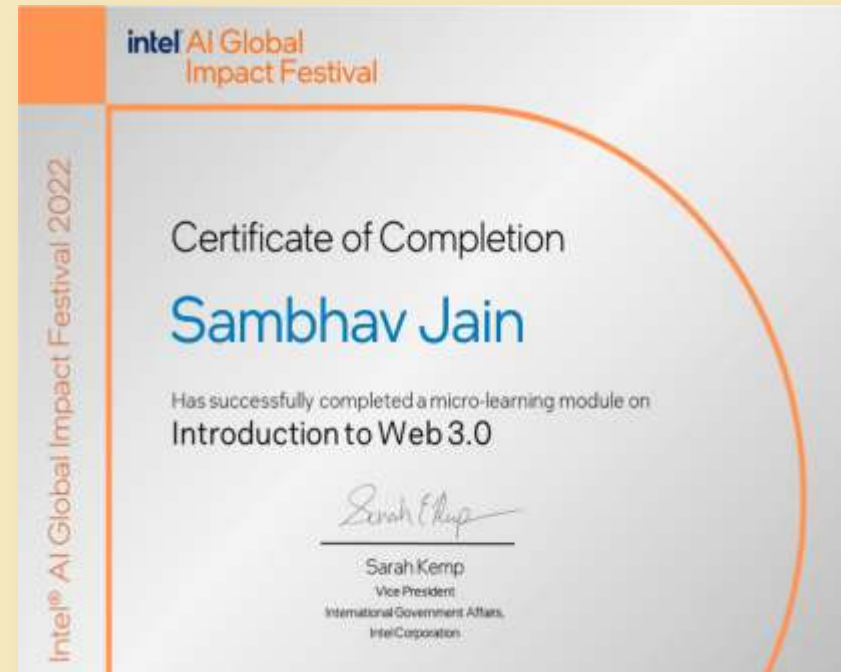 intel AI Global
Impact Festival
Intel® AI Global Impact Festival 2022
Certificate of Completion
Sambhav Jain
Has successfully completed a micro-learning module on
Introduction to Web 3.0
Sarah Kemp
Vice President
International Government Affairs,
Intel Corporation